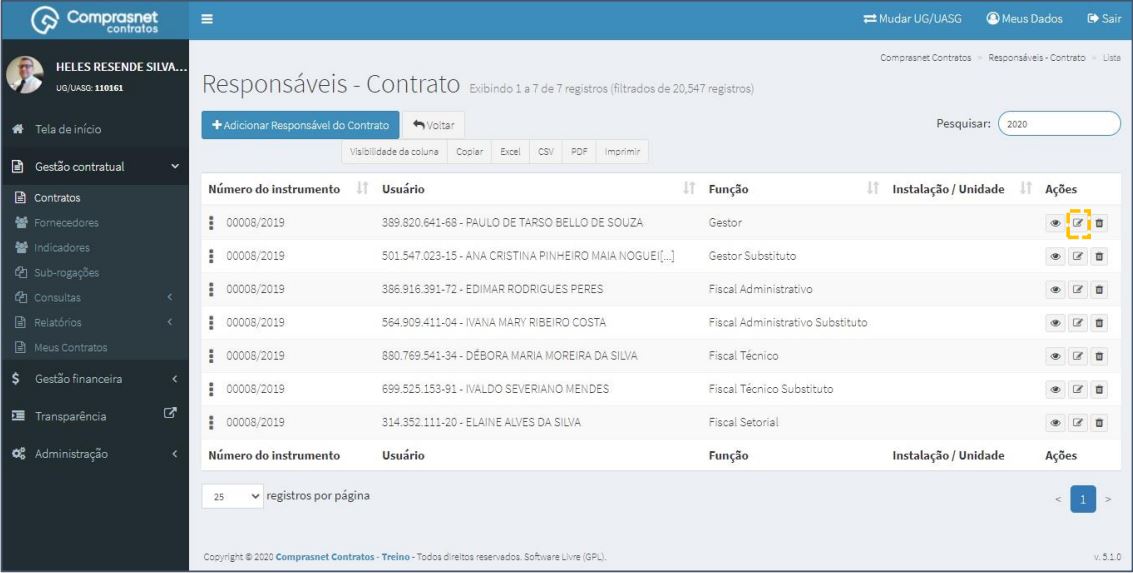 Comprasnet
contratos
Mudar UG/UASG Meus Dados Sair
HELES RESENDE SILVA...
UG/UASG: 110161
Tela de início
Gestão contratual
Contratos
Fornecedores
Indicadores
Sub-rogações
Consultas
Relatórios
Meus Contratos
Gestão financeira
Transparência
Administração
Comprasnet Contratos > Responsáveis - Contrato > Lista
Responsáveis - Contrato Exibindo 1 a 7 de 7 registros (filtrados de 20,547 registros)
Adicionar Responsável do Contrato Voltar
Pesquisar: 2020
Visibilidade da coluna Copiar Excel CSV PDF Imprimir
Número do instrumento Usuário Função Instalação / Unidade Ações
00008/2019 389.820.641-68 - PAULO DE TARSO BELLO DE SOUZA Gestor
00008/2019 501.547.023-15 - ANA CRISTINA PINHEIRO MAIA NOGUEI[...] Gestor Substituto
00008/2019 386.916.391-72 - EDIMAR RODRIGUES PERES Fiscal Administrativo
00008/2019 564.909.411-04 - IVANA MARY RIBEIRO COSTA Fiscal Administrativo Substituto
00008/2019 880.769.541-34 - DÉBORA MARIA MOREIRA DA SILVA Fiscal Técnico
00008/2019 699.525.153-91 - IVALDO SEVERIANO MENDES Fiscal Técnico Substituto
00008/2019 314.352.111-20 - ELAINE ALVES DA SILVA Fiscal Setorial
Número do instrumento Usuário Função Instalação / Unidade Ações
25 registros por página
< 1 >
Copyright © 2020 Comprasnet Contratos - Treino - Todos direitos reservados. Software Livre (GPL).
v. 5.1.0